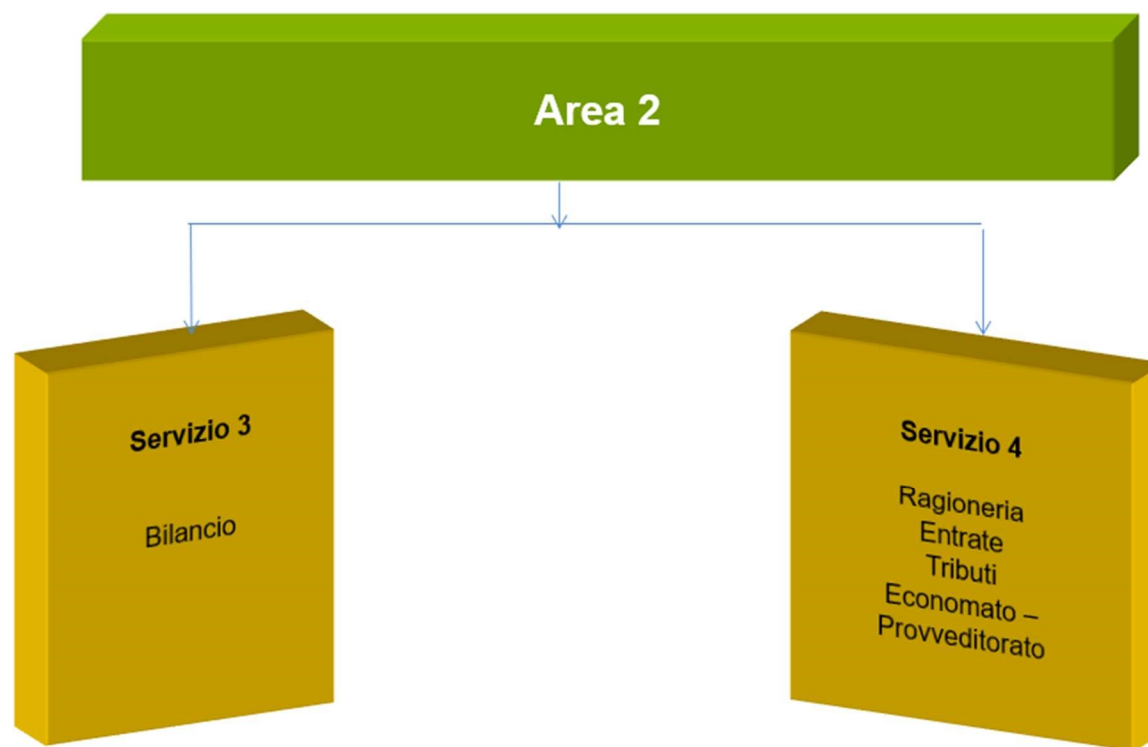 Area 2
Servizio 3
Bilancio
Servizio 4
Ragioneria
Entrate
Tributi
Economato –
Provveditorato